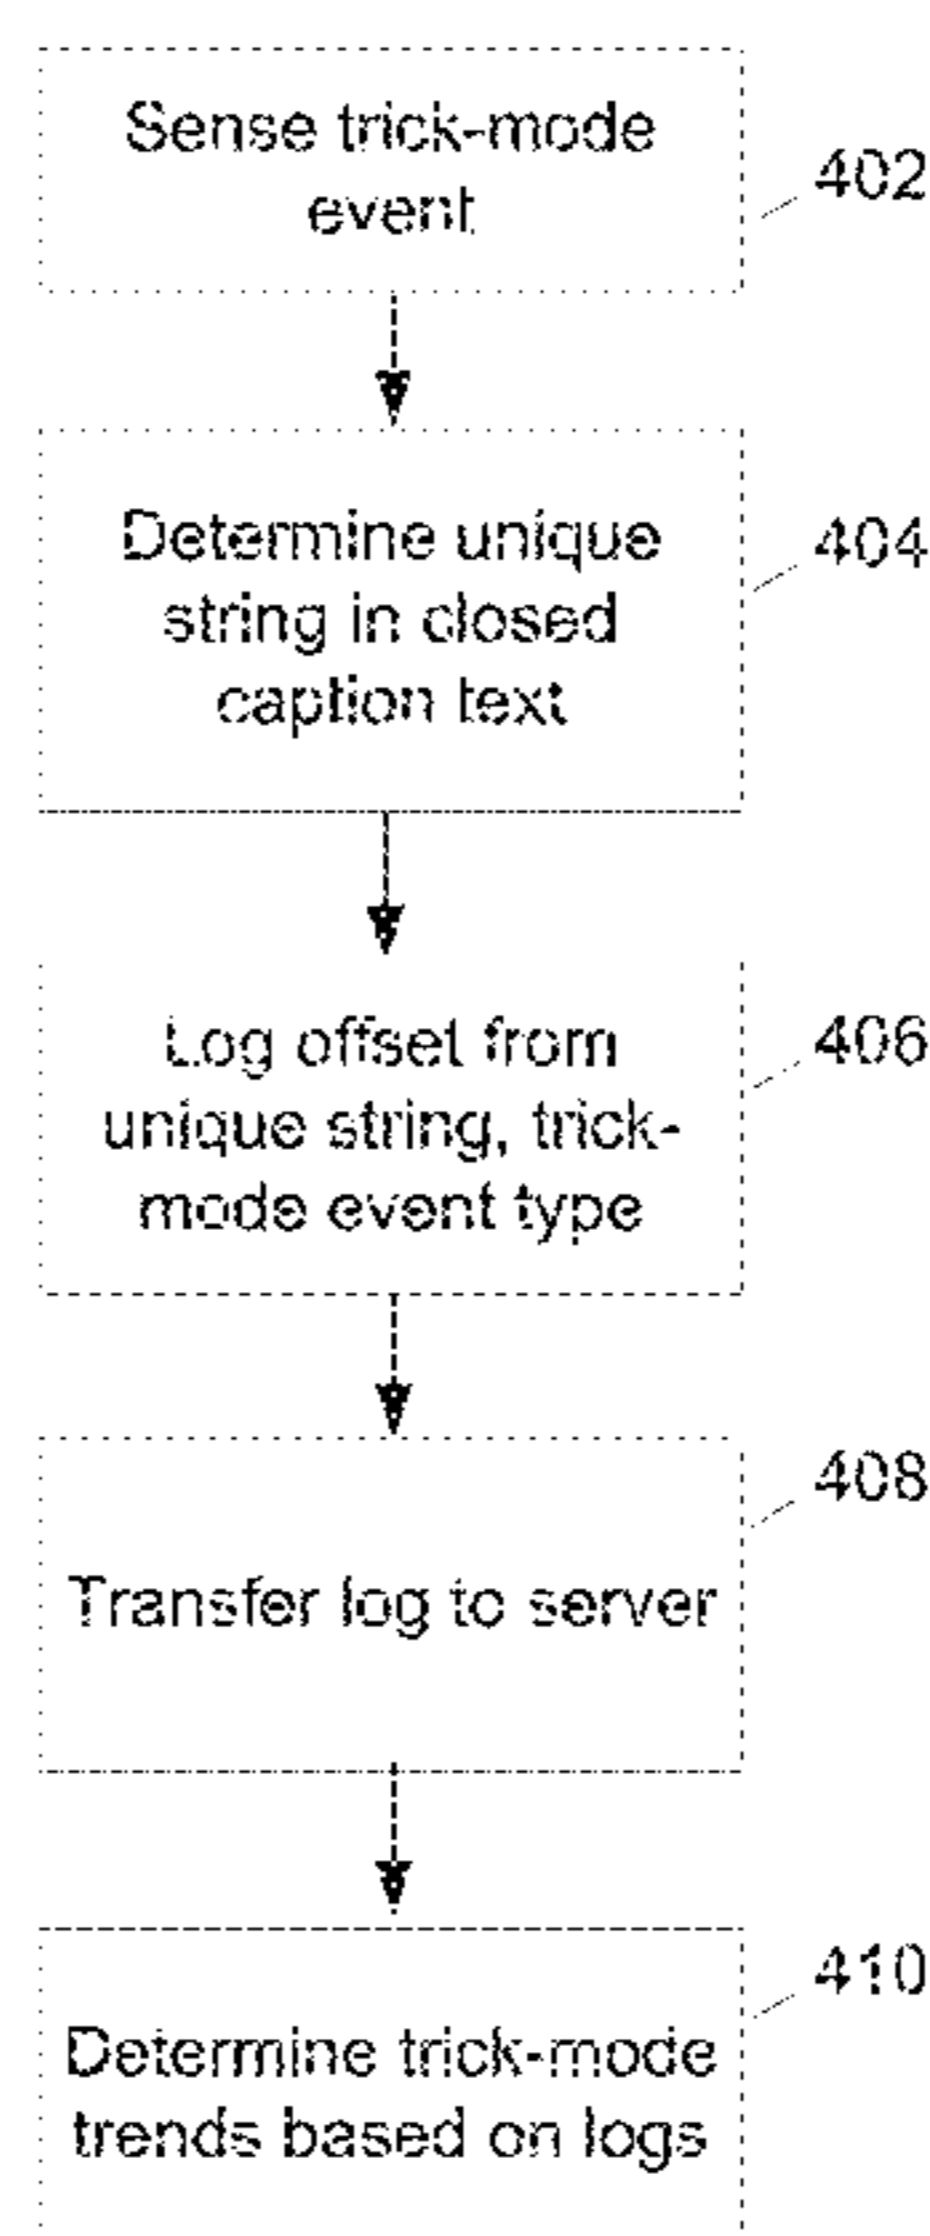 Sense trick-mode
event
402
Determine unique
string in closed
caption text
404
Log offset from
unique string, trick-
mode event type
406
Transfer log to server
408
Determine trick-mode
trends based on logs
410